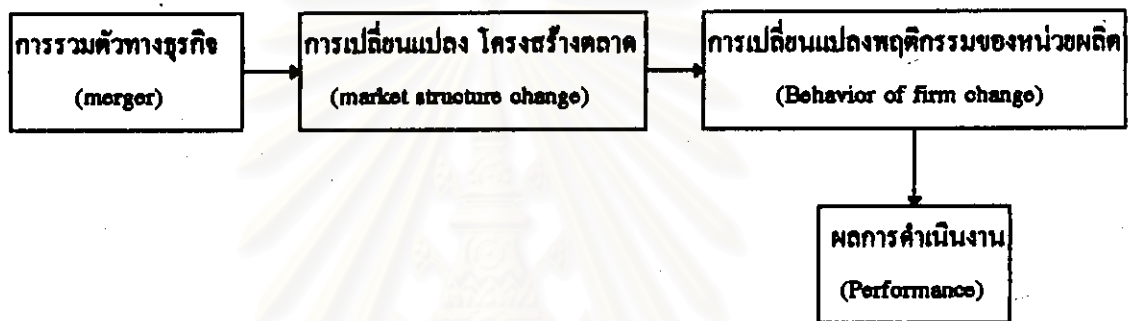 การรวมตัวทางธุรกิจ
(merger)
การเปลี่ยนแปลง โครงสร้างตลาด
(market structure change)
การเปลี่ยนแปลงพฤติกรรมของหน่วยผลิต
(Behavior of firm change)
ผลการดำเนินงาน
(Performance)